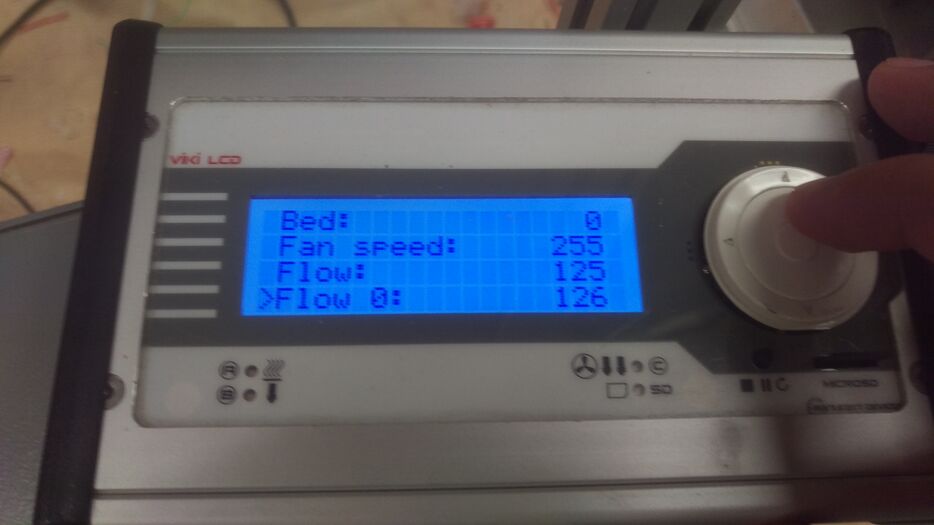 VIKI LCD
Bed: 0
Fan speed: 255
Flow: 125
>Flow 0: 126
A
B
C
SD
MICROSD